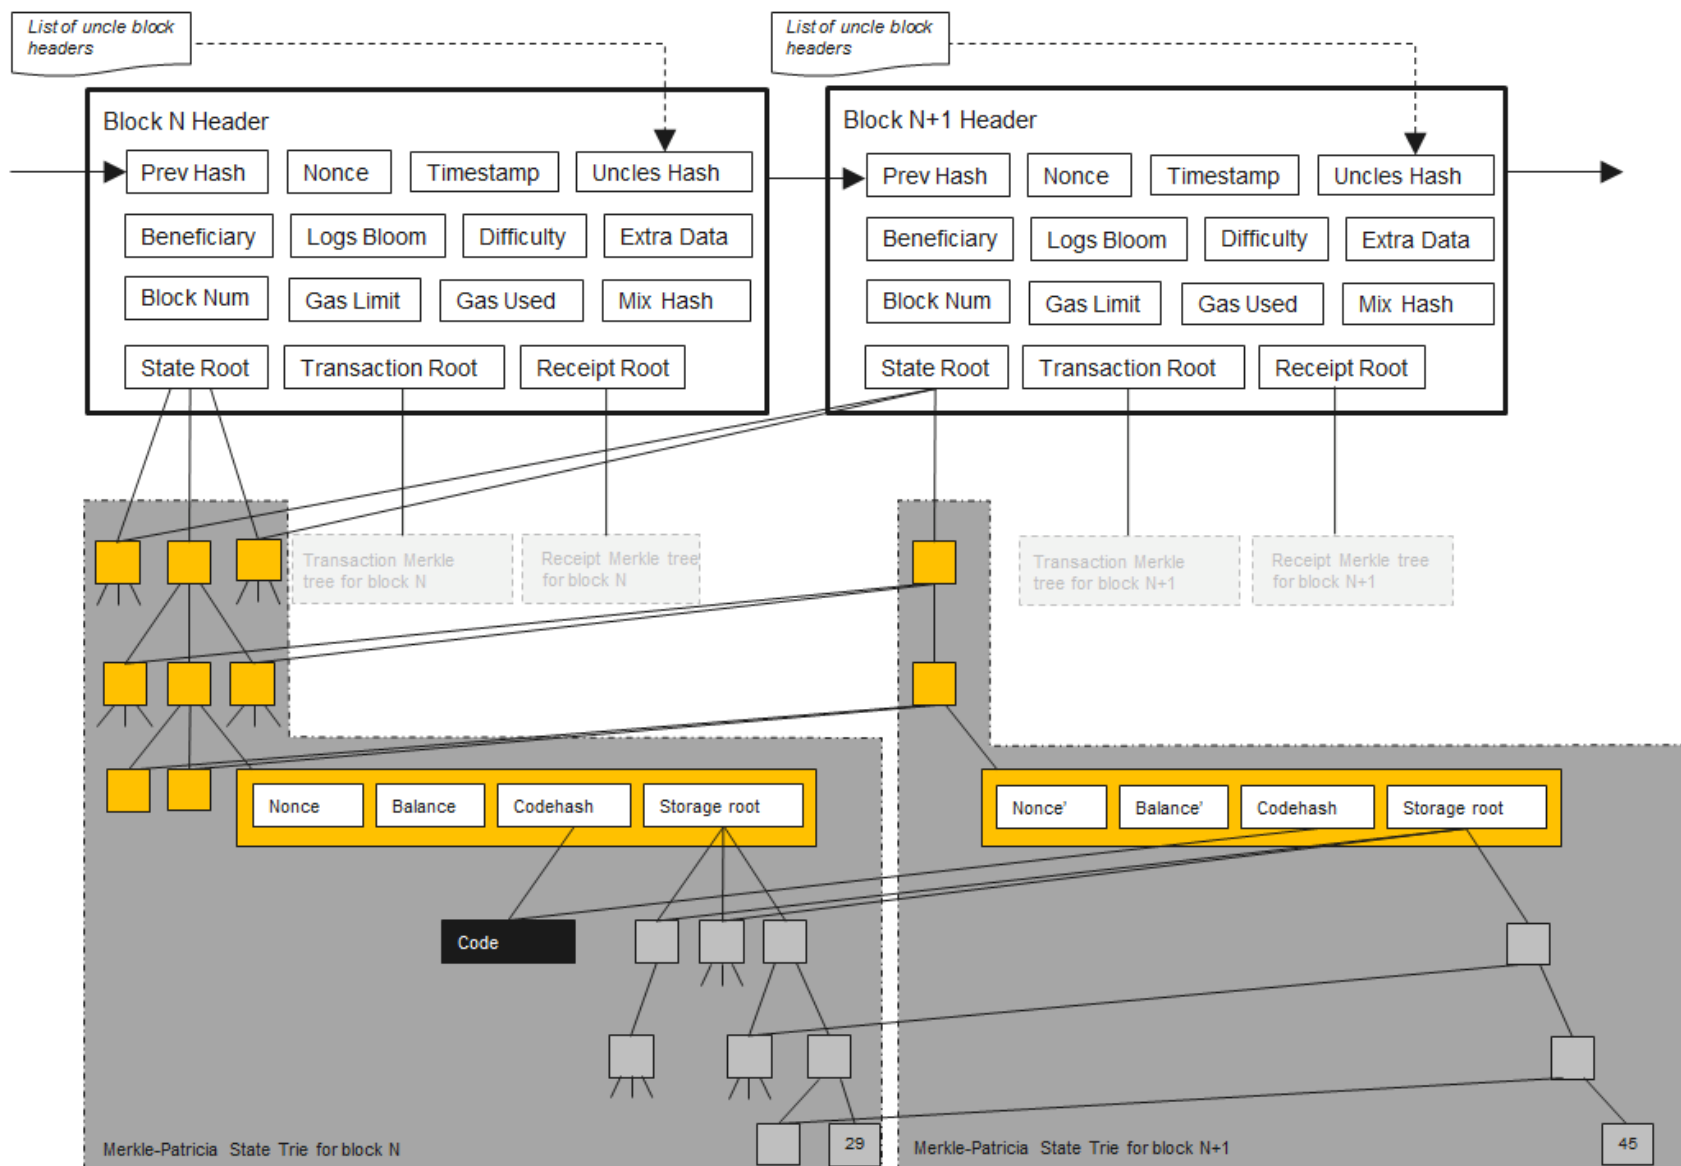 List of uncle block
headers
List of uncle block
headers
Block N Header
Prev Hash
Nonce
Timestamp
Uncles Hash
Beneficiary
Logs Bloom
Difficulty
Extra Data
Block Num
Gas Limit
Gas Used
Mix Hash
State Root
Transaction Root
Receipt Root
Block N+1 Header
Prev Hash
Nonce
Timestamp
Uncles Hash
Beneficiary
Logs Bloom
Difficulty
Extra Data
Block Num
Gas Limit
Gas Used
Mix Hash
State Root
Transaction Root
Receipt Root
Transaction Merkle
tree for block N
Receipt Merkle tree
for block N
Transaction Merkle
tree for block N+1
Receipt Merkle tree
for block N+1
Nonce
Balance
Codehash
Storage root
Nonce’
Balance’
Codehash
Storage root
Code
29
45
Merkle-Patricia State Trie for block N
Merkle-Patricia State Trie for block N+1